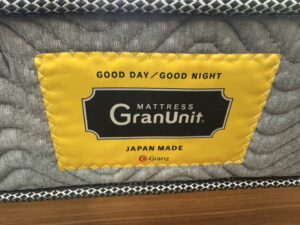 GOOD DAY / GOOD NIGHT
MATTRESS
GranUnit
JAPAN MADE
Granz